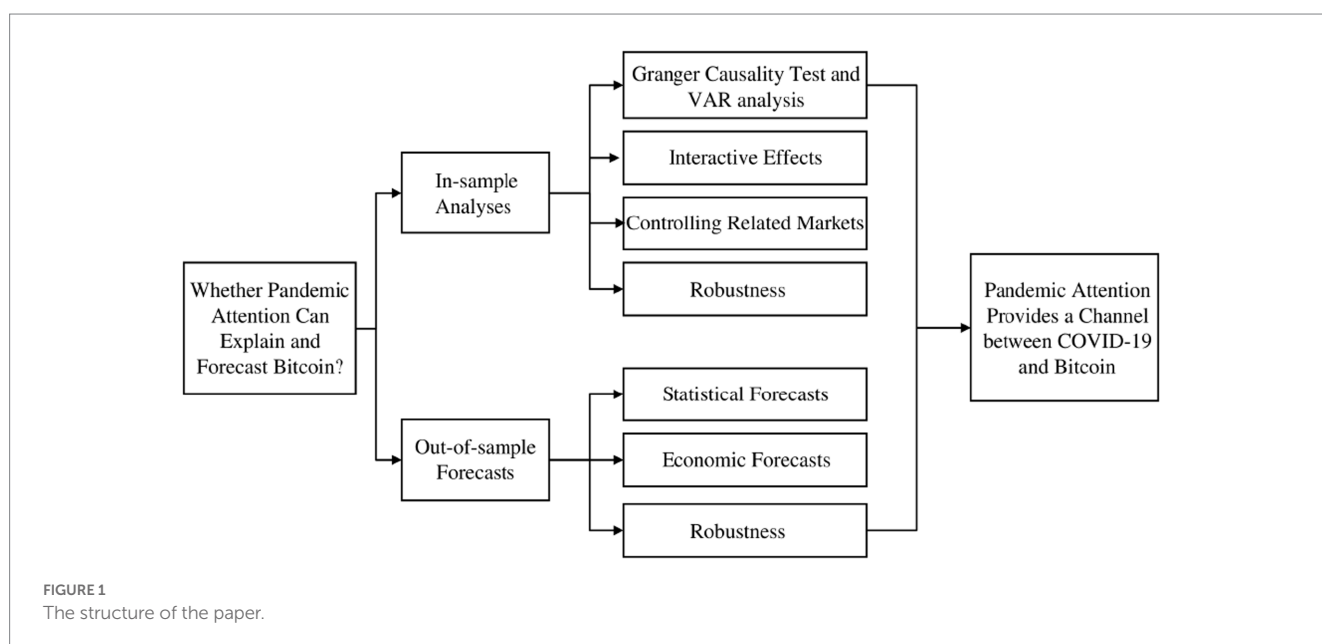 Whether Pandemic
Attention Can
Explain and
Forecast Bitcoin?
In-sample
Analyses
Granger Causality Test and
VAR analysis
Interactive Effects
Controlling Related Markets
Robustness
Out-of-sample
Forecasts
Statistical Forecasts
Economic Forecasts
Robustness
Pandemic Attention
Provides a Channel
between COVID-19
and Bitcoin
FIGURE 1
The structure of the paper.